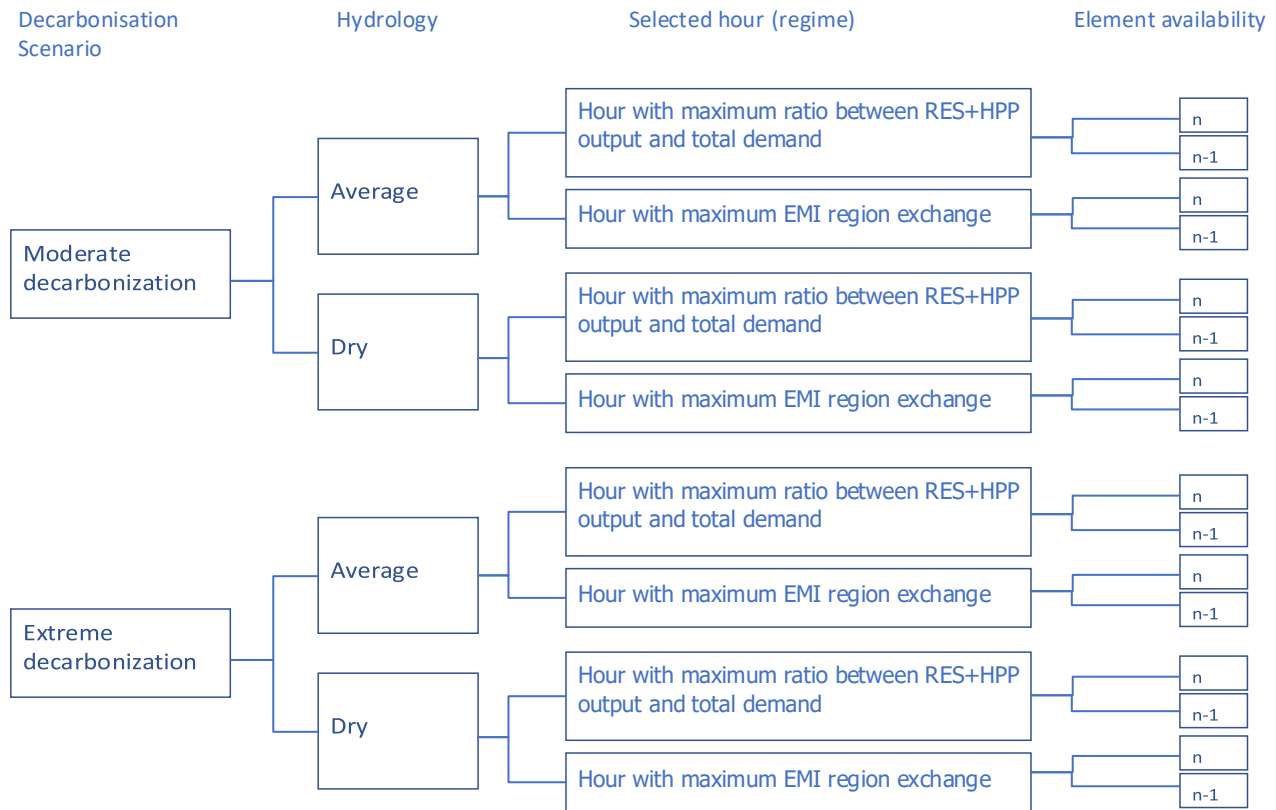 Decarbonisation
Scenario
Hydrology
Selected hour (regime)
Element availability
Moderate
decarbonization
Average
Hour with maximum ratio between RES+HPP
output and total demand
n
n-1
Hour with maximum EMI region exchange
n
n-1
Dry
Hour with maximum ratio between RES+HPP
output and total demand
n
n-1
Hour with maximum EMI region exchange
n
n-1
Extreme
decarbonization
Average
Hour with maximum ratio between RES+HPP
output and total demand
n
n-1
Hour with maximum EMI region exchange
n
n-1
Dry
Hour with maximum ratio between RES+HPP
output and total demand
n
n-1
Hour with maximum EMI region exchange
n
n-1